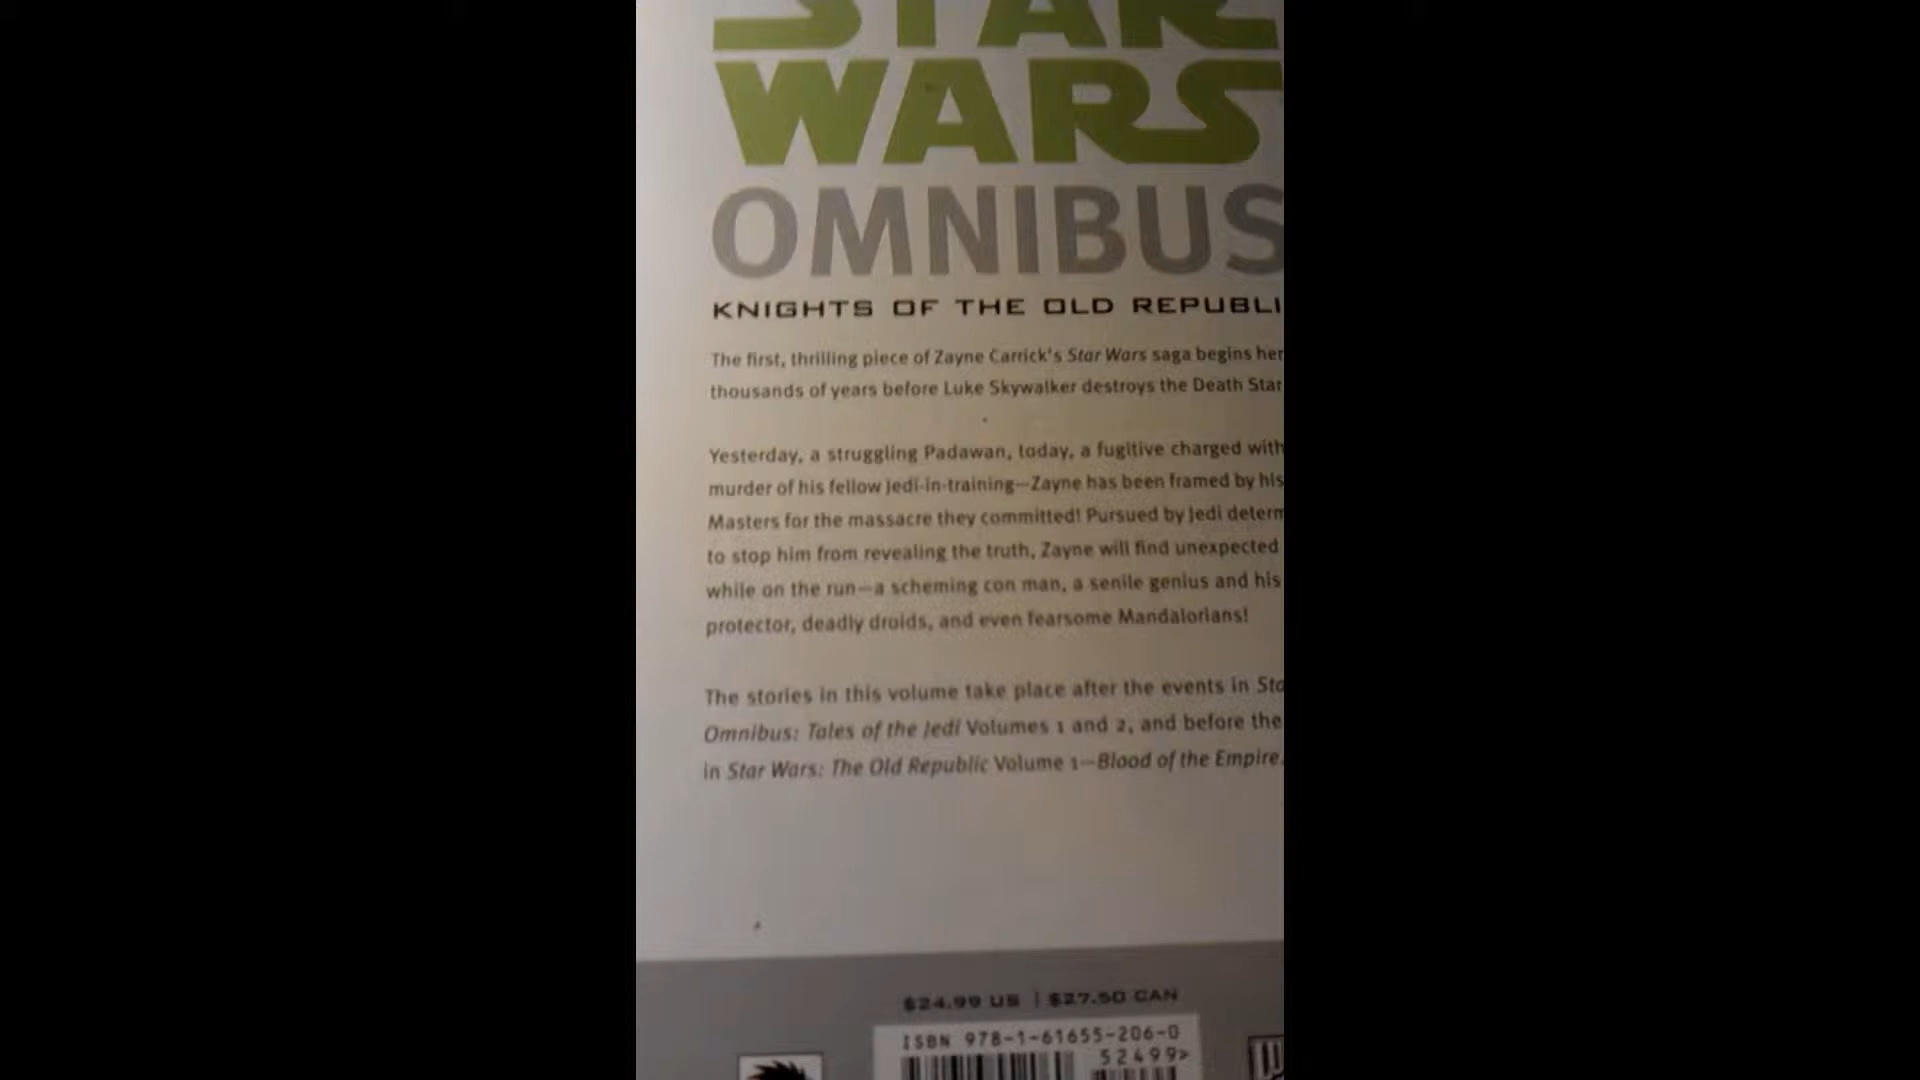 STAR
WARS
OMNIBUS
KNIGHTS OF THE OLD REPUBLI
The first, thrilling piece of Zayne Carrick's Star Wars saga begins her
thousands of years before Luke Skywalker destroys the Death Star
Yesterday, a struggling Padawan, today, a fugitive charged with
murder of his fellow Jedi-in-training—Zayne has been framed by his
Masters for the massacre they committed! Pursued by Jedi determ
to stop him from revealing the truth, Zayne will find unexpected
while on the run—a scheming con man, a senile genius and his
protector, deadly droids, and even fearsome Mandalorians!
The stories in this volume take place after the events in Sta
Omnibus: Tales of the Jedi Volumes 1 and 2, and before the
in Star Wars: The Old Republic Volume 1—Blood of the Empire.
$24.99 US | $27.50 CAN
ISBN 978-1-61655-206-0
52499>